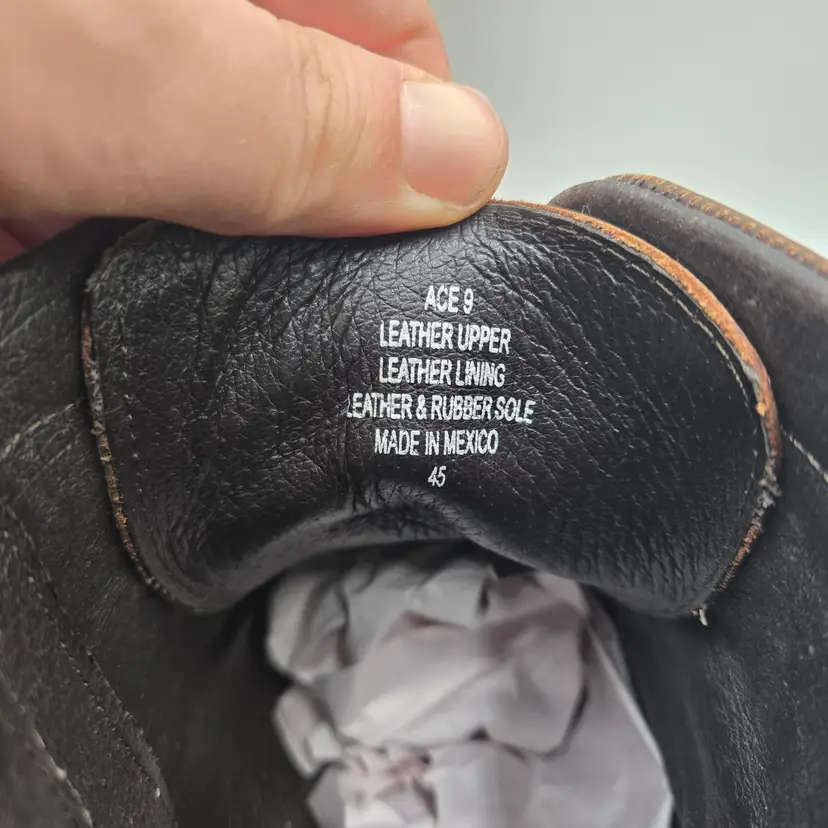 ACE 9
LEATHER UPPER
LEATHER LINING
LEATHER & RUBBER SOLE
MADE IN MEXICO
45